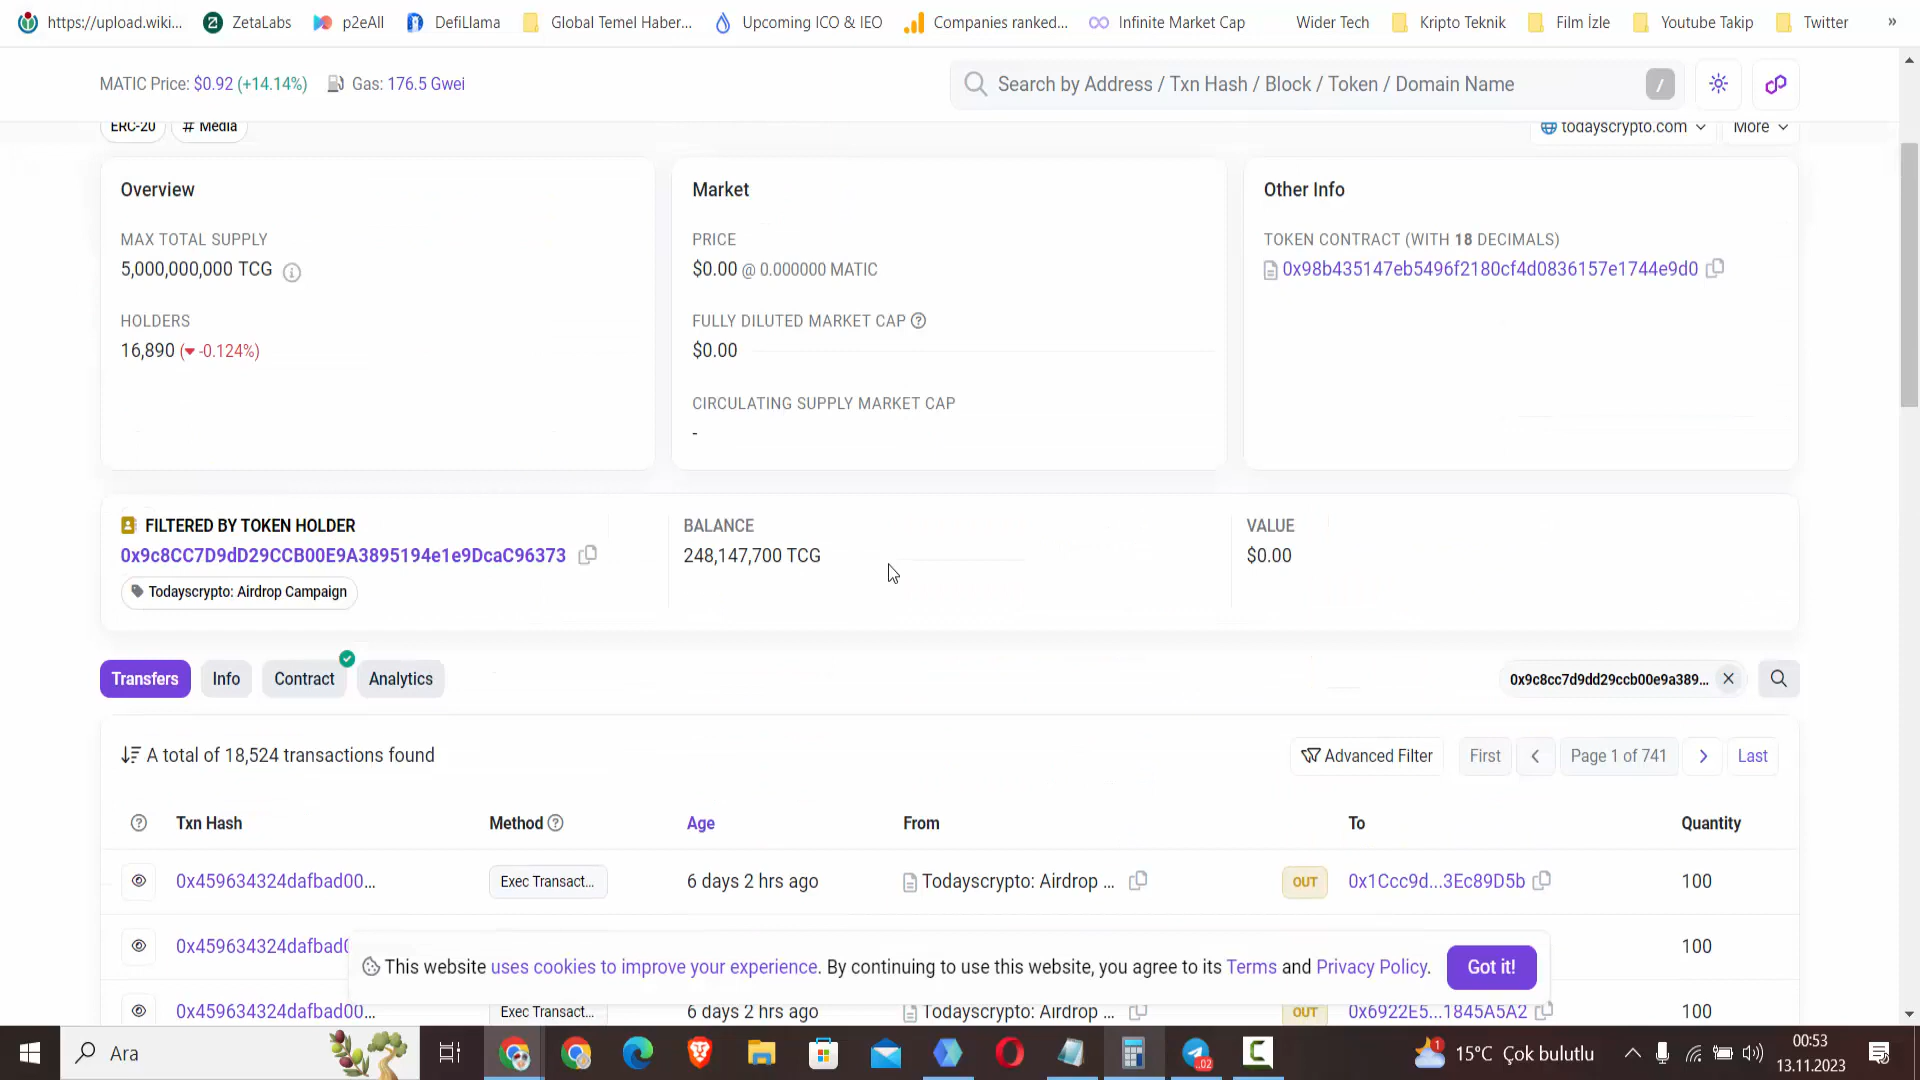 https://upload.wiki... ZetaLabs p2eAll DefiLlama Global Temel Haber... Upcoming ICO & IEO Companies ranked... Infinite Market Cap Wider Tech Kripto Teknik Film İzle Youtube Takip Twitter »
MATIC Price: $0.92 (+14.14%) Gas: 176.5 Gwei Search by Address / Txn Hash / Block / Token / Domain Name /
ERC-20 # Media todayscrypto.com More
Overview
MAX TOTAL SUPPLY
5,000,000,000 TCG
HOLDERS
16,890 (-0.124%)
Market
PRICE
$0.00 @ 0.000000 MATIC
FULLY DILUTED MARKET CAP
$0.00
CIRCULATING SUPPLY MARKET CAP
-
Other Info
TOKEN CONTRACT (WITH 18 DECIMALS)
0x98b435147eb5496f2180cf4d0836157e1744e9d0
FILTERED BY TOKEN HOLDER
0x9c8CC7D9dD29CCB00E9A3895194e1e9DcaC96373
Todayscrypto: Airdrop Campaign
BALANCE
248,147,700 TCG
VALUE
$0.00
Transfers Info Contract Analytics 0x9c8cc7d9dd29ccb00e9a389...
A total of 18,524 transactions found Advanced Filter First Page 1 of 741 Last
Txn Hash Method Age From To Quantity
0x459634324dafbad00... Exec Transact... 6 days 2 hrs ago Todayscrypto: Airdrop ... OUT 0x1Ccc9d...3Ec89D5b 100
0x459634324dafbad0 100
This website uses cookies to improve your experience. By continuing to use this website, you agree to its Terms and Privacy Policy. Got it!
0x459634324dafbad00... Exec Transact... 6 days 2 hrs ago Todayscrypto: Airdrop ... OUT 0x6922E5...1845A5A2 100
Ara 15°C Çok bulutlu 00:53
13.11.2023